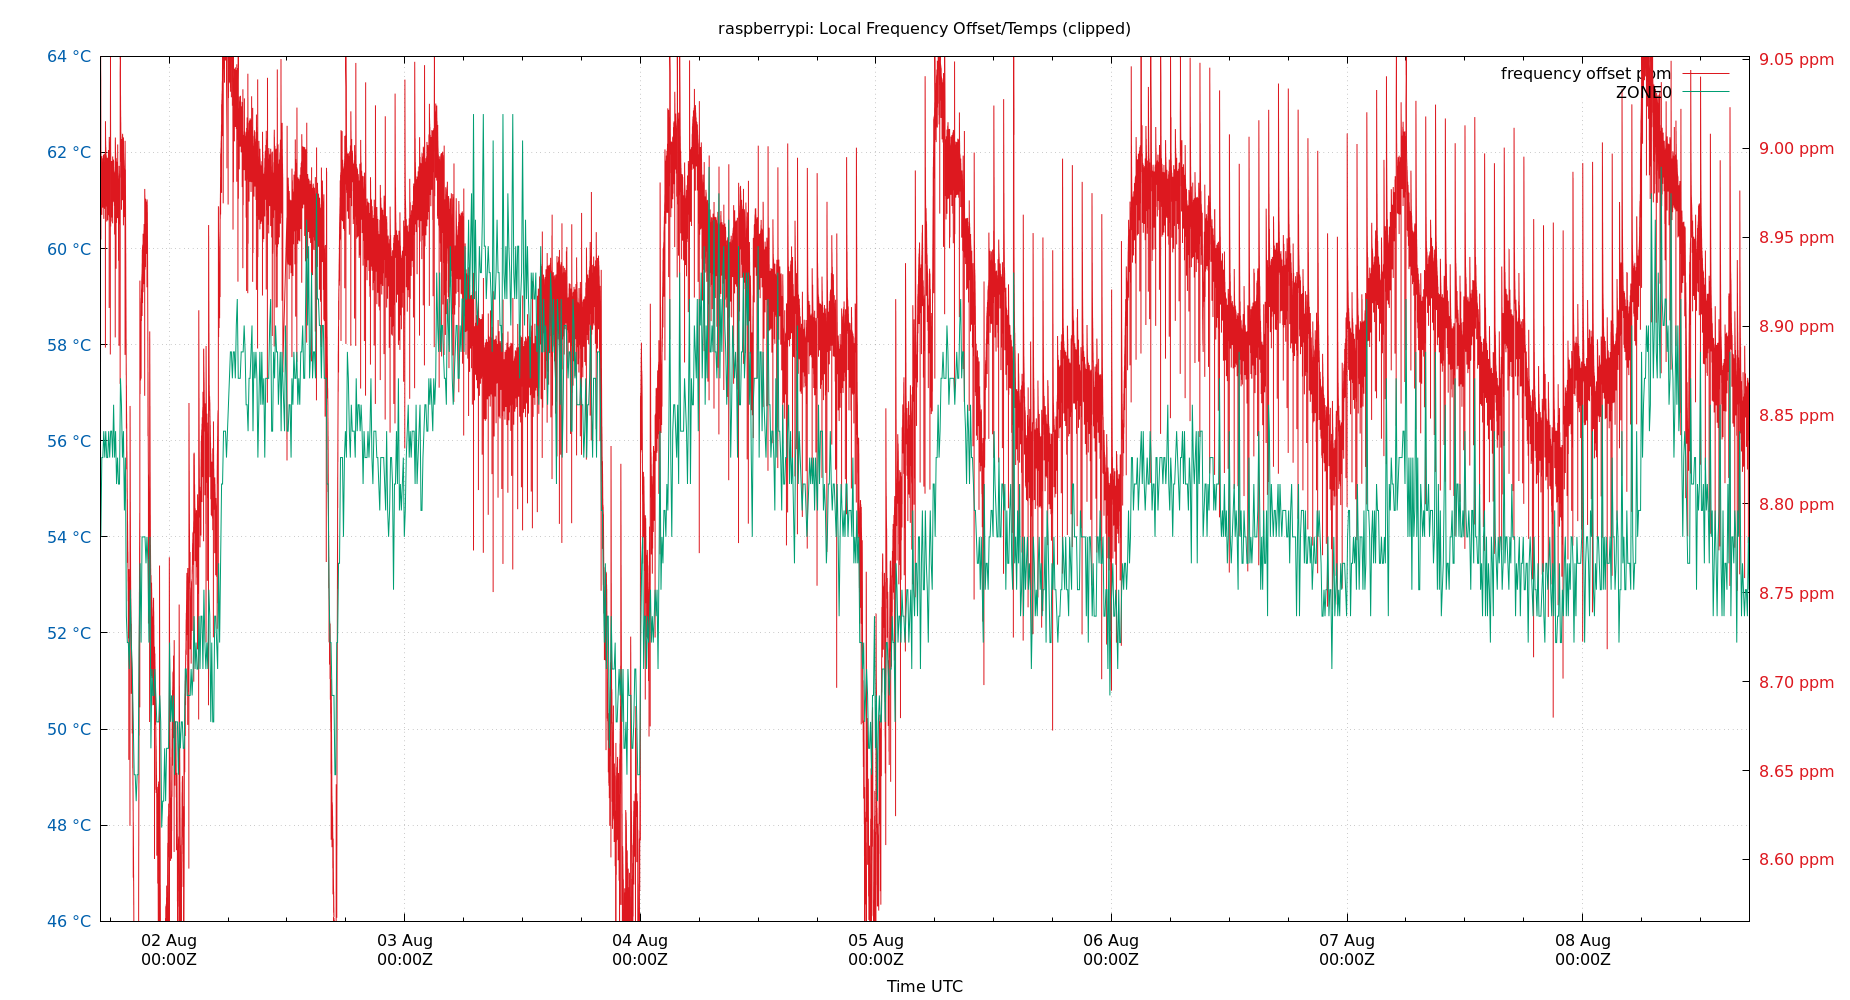 raspberrypi: Local Frequency Offset/Temps (clipped)
64 °C
62 °C
60 °C
58 °C
56 °C
54 °C
52 °C
50 °C
48 °C
46 °C
9.05 ppm
9.00 ppm
8.95 ppm
8.90 ppm
8.85 ppm
8.80 ppm
8.75 ppm
8.70 ppm
8.65 ppm
8.60 ppm
frequency offset ppm
ZONE0
02 Aug
00:00Z
03 Aug
00:00Z
04 Aug
00:00Z
05 Aug
00:00Z
06 Aug
00:00Z
07 Aug
00:00Z
08 Aug
00:00Z
Time UTC